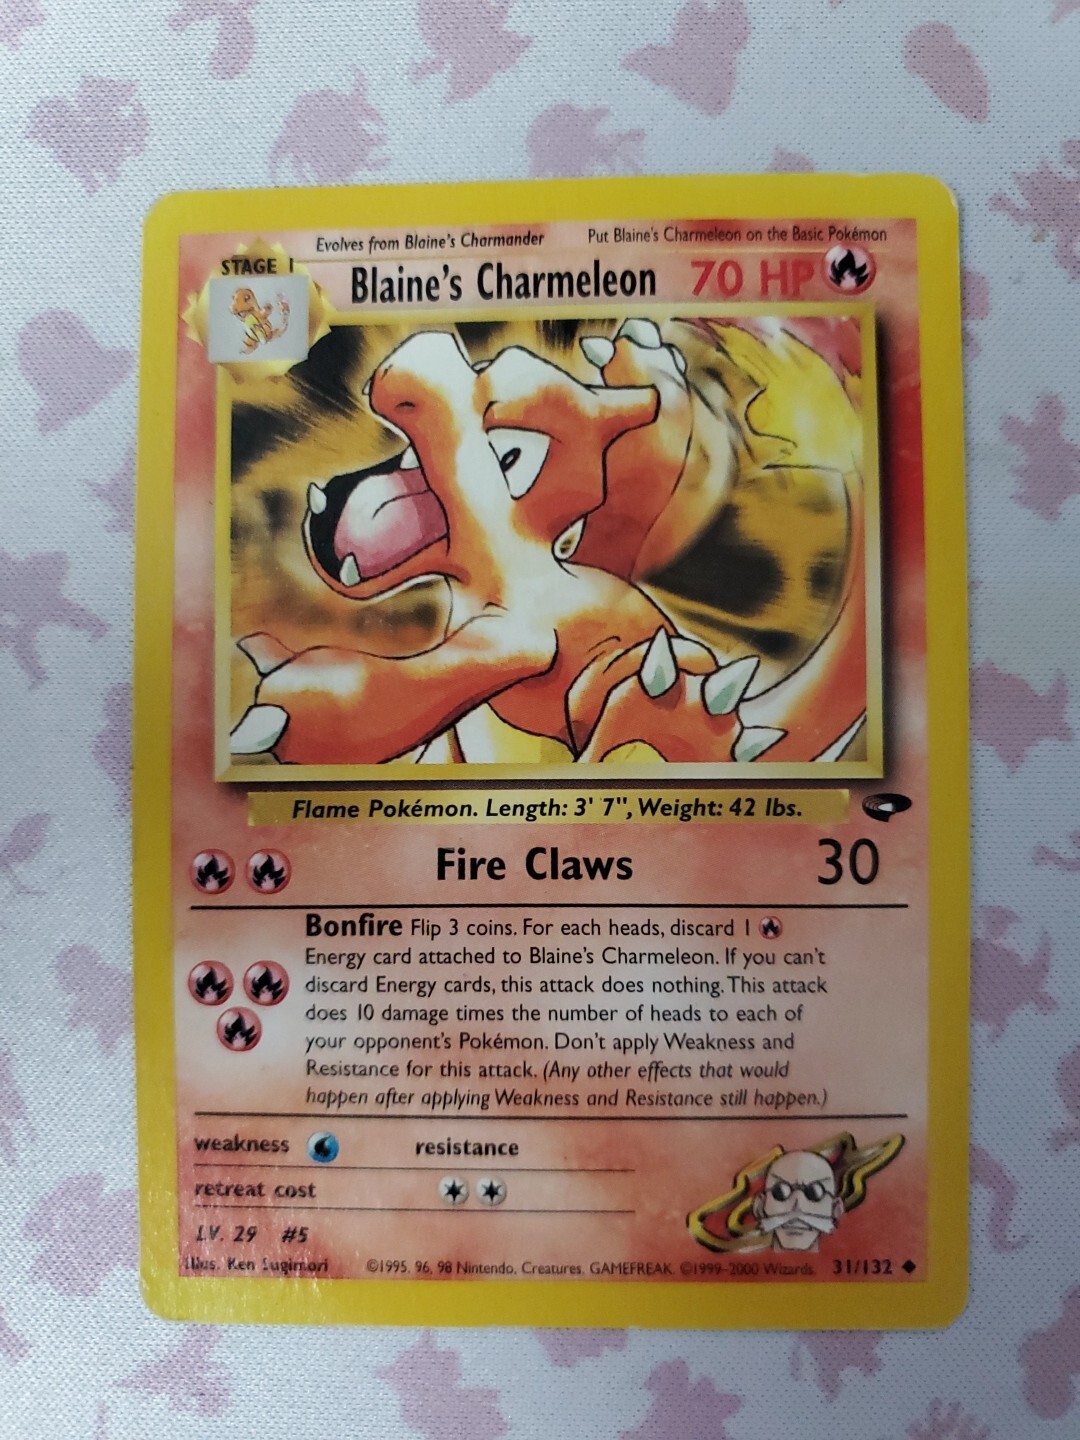 Evolves from Blaine's Charmander
Put Blaine's Charmeleon on the Basic Pokémon
STAGE 1
Blaine's Charmeleon 70 HP
Flame Pokémon. Length: 3' 7", Weight: 42 lbs.
Fire Claws 30
Bonfire Flip 3 coins. For each heads, discard 1
Energy card attached to Blaine's Charmeleon. If you can't
discard Energy cards, this attack does nothing. This attack
does 10 damage times the number of heads to each of
your opponent's Pokémon. Don't apply Weakness and
Resistance for this attack. (Any other effects that would
happen after applying Weakness and Resistance still happen.)
weakness resistance
retreat cost
LV. 29 #5
Illus. Ken Sugimori ©1995, 96, 98 Nintendo, Creatures, GAMEFREAK ©1999-2000 Wizards. 31/132